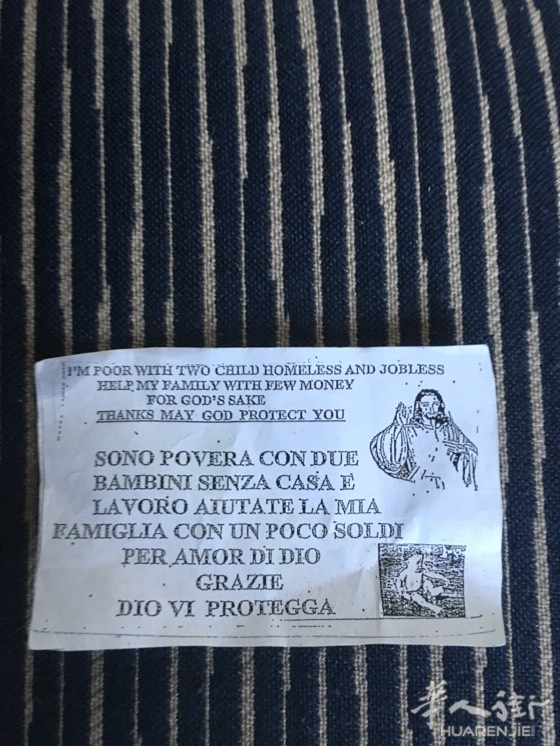 I'M POOR WITH TWO CHILD HOMELESS AND JOBLESS
HELP MY FAMILY WITH FEW MONEY
FOR GOD'S SAKE
THANKS MAY GOD PROTECT YOU
SONO POVERA CON DUE
BAMBINI SENZA CASA E
LAVORO AIUTATE LA MIA
FAMIGLIA CON UN POCO SOLDI
PER AMOR DI DIO
GRAZIE
DIO VI PROTEGGA
华人街
HUARENJIE